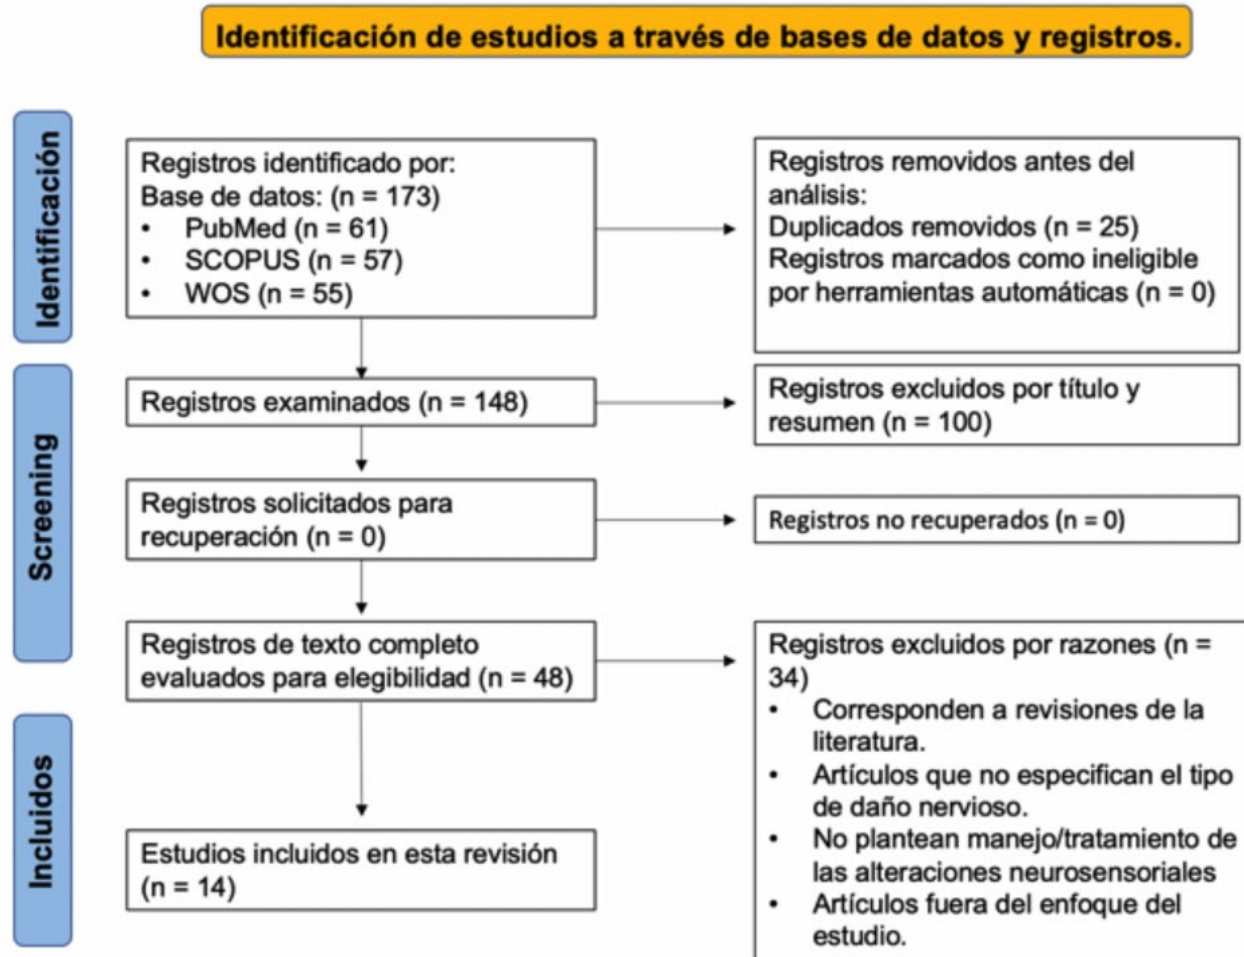 Identificación de estudios a través de bases de datos y registros.
Identificación
Registros identificado por:
Base de datos: (n = 173)
• PubMed (n = 61)
• SCOPUS (n = 57)
• WOS (n = 55)
Registros removidos antes del
análisis:
Duplicados removidos (n = 25)
Registros marcados como ineligible
por herramientas automáticas (n = 0)
Screening
Registros examinados (n = 148)
Registros excluidos por título y
resumen (n = 100)
Registros solicitados para
recuperación (n = 0)
Registros no recuperados (n = 0)
Registros de texto completo
evaluados para elegibilidad (n = 48)
Registros excluidos por razones (n =
34)
• Corresponden a revisiones de la
literatura.
• Artículos que no especifican el tipo
de daño nervioso.
• No plantean manejo/tratamiento de
las alteraciones neurosensoriales
• Artículos fuera del enfoque del
estudio.
Incluidos
Estudios incluidos en esta revisión
(n = 14)